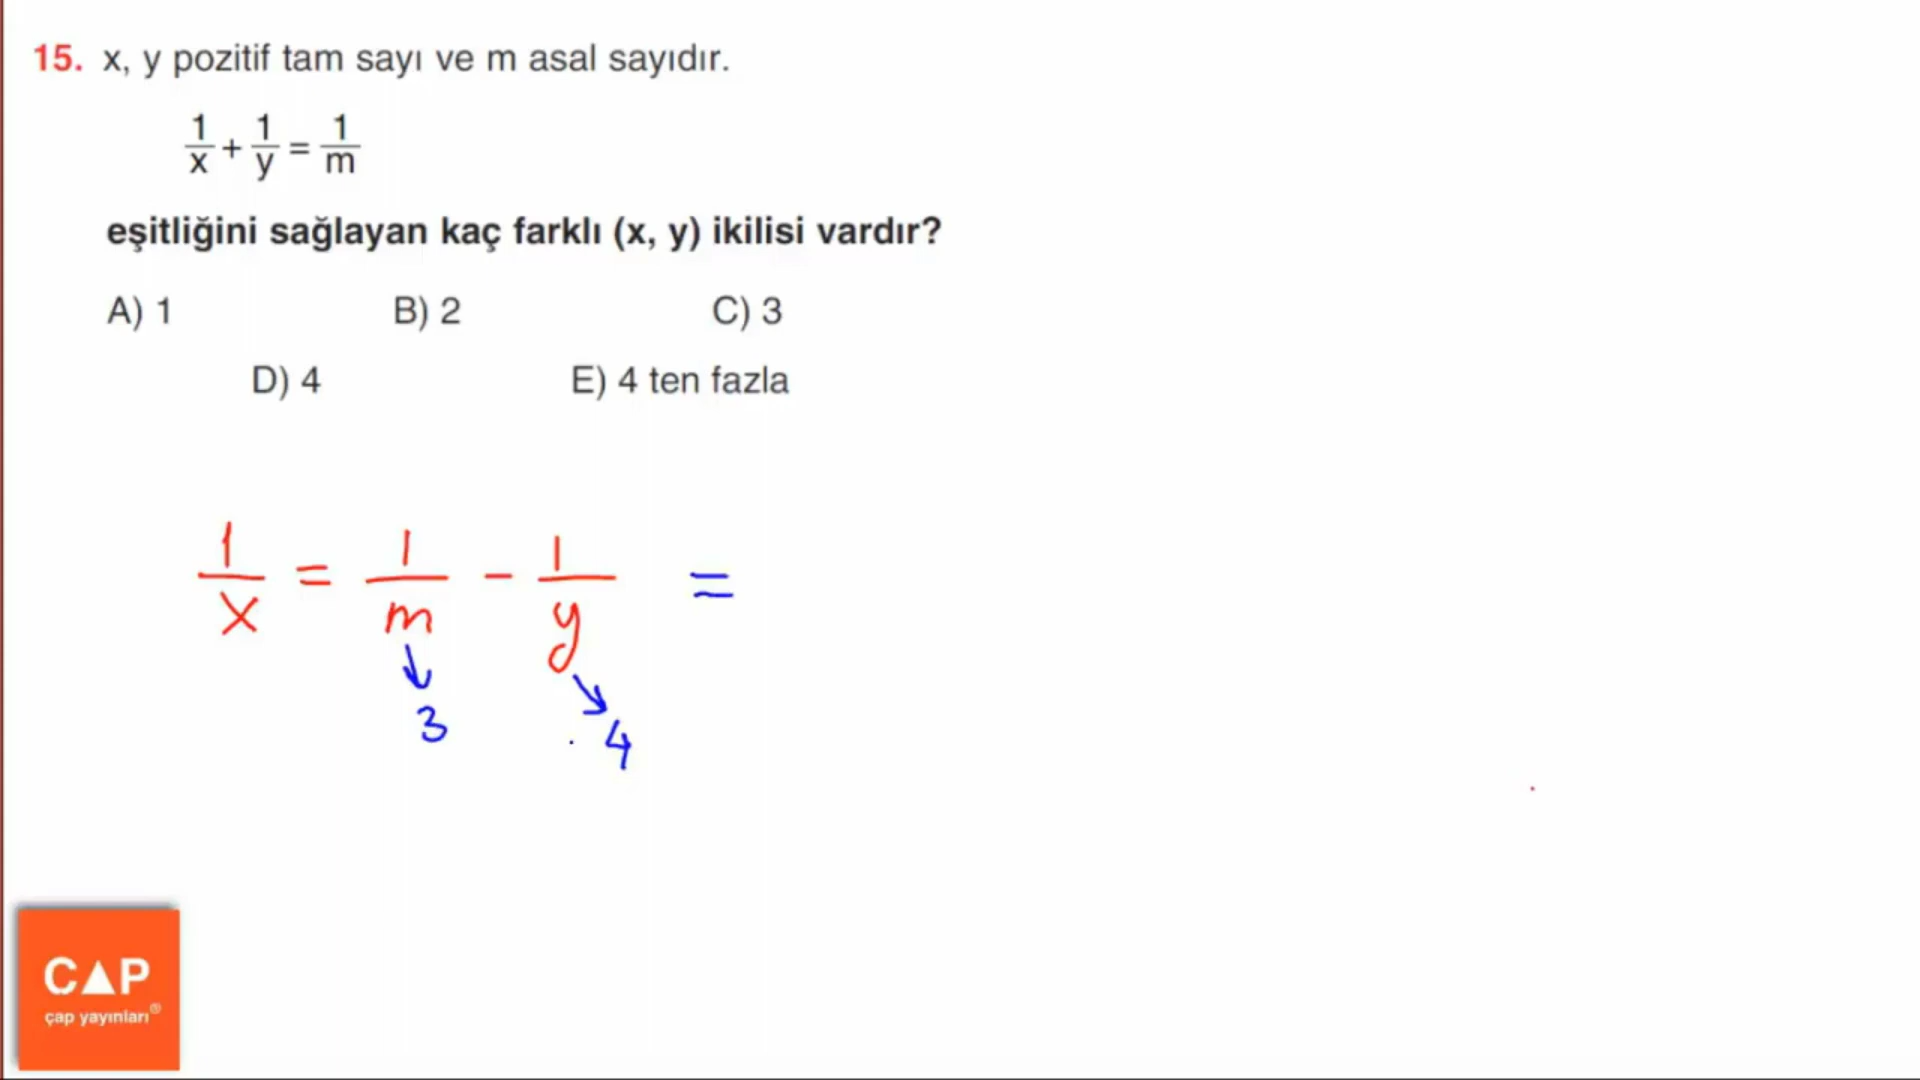 15. x, y pozitif tam sayı ve m asal sayıdır.
1/x + 1/y = 1/m
eşitliğini sağlayan kaç farklı (x, y) ikilisi vardır?
A) 1 B) 2 C) 3
D) 4 E) 4 ten fazla
1/x = 1/m - 1/y =
↓ ↘
3 4
CAP
çap yayınları®